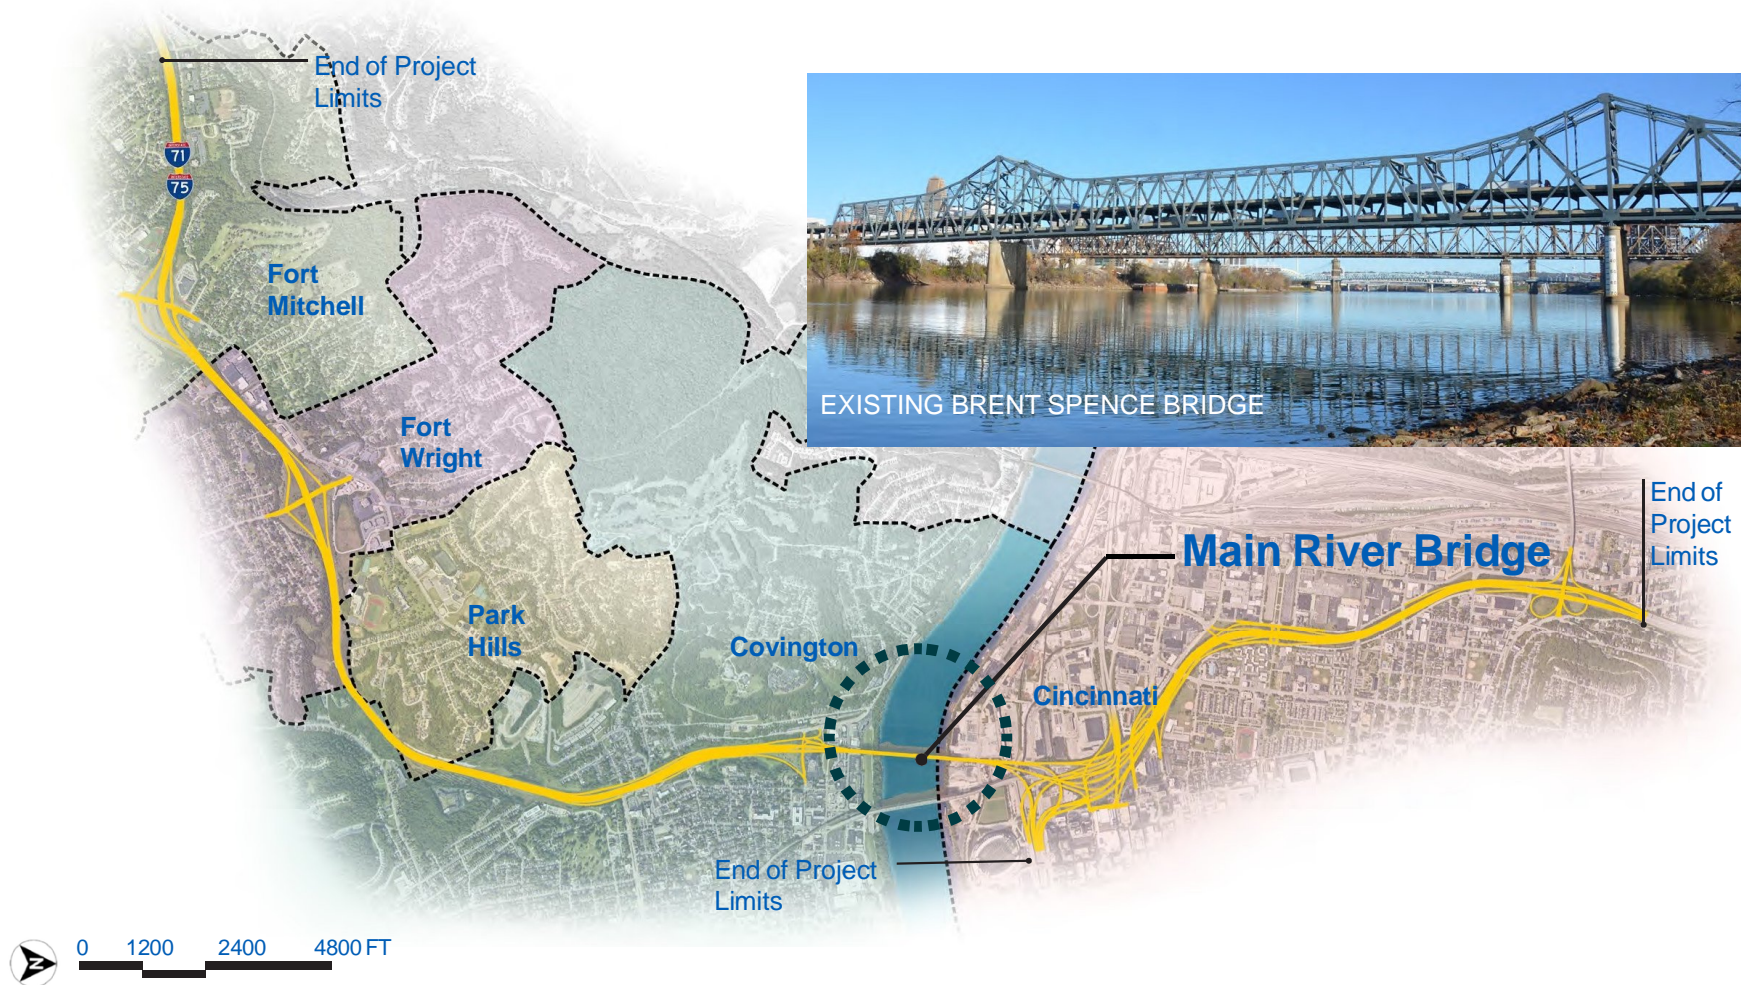 End of Project
Limits
71
75
Fort
Mitchell
EXISTING BRENT SPENCE BRIDGE
Fort
Wright
End of
Project
Limits
Main River Bridge
Park
Hills
Covington
Cincinnati
End of Project
Limits
N
0 1200 2400 4800 FT